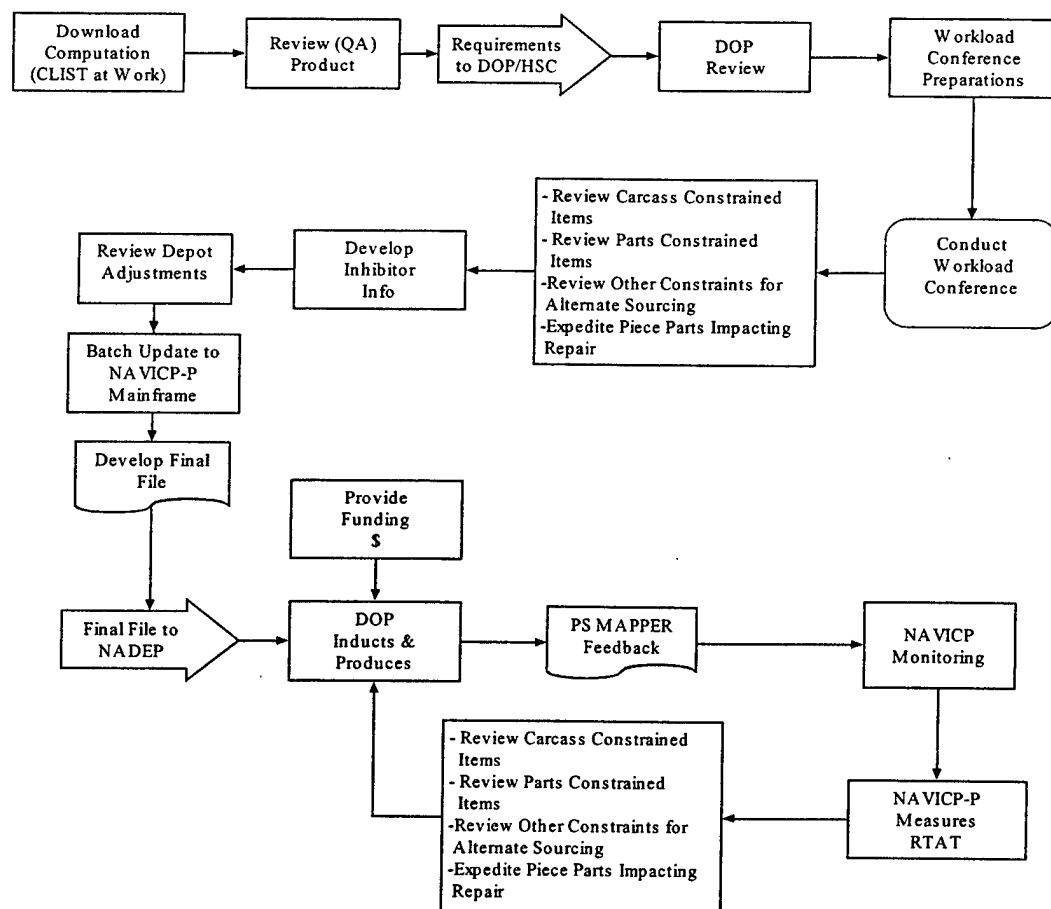 Download
Computation
(CLIST at Work)
Review (QA)
Product
Requirements
to DOP/HSC
DOP
Review
Workload
Conference
Preparations
- Review Carcass Constrained
Items
- Review Parts Constrained
Items
-Review Other Constraints for
Alternate Sourcing
-Expedite Piece Parts Impacting
Repair
Conduct
Workload
Conference
Develop
Inhibitor
Info
Review Depot
Adjustments
Batch Update to
NAVICP-P
Mainframe
Develop Final
File
Provide
Funding
$
Final File to
NADEP
DOP
Inducts &
Produces
PS MAPPER
Feedback
NAVICP
Monitoring
- Review Carcass Constrained
Items
- Review Parts Constrained
Items
-Review Other Constraints for
Alternate Sourcing
-Expedite Piece Parts Impacting
Repair
NAVICP-P
Measures
RTAT